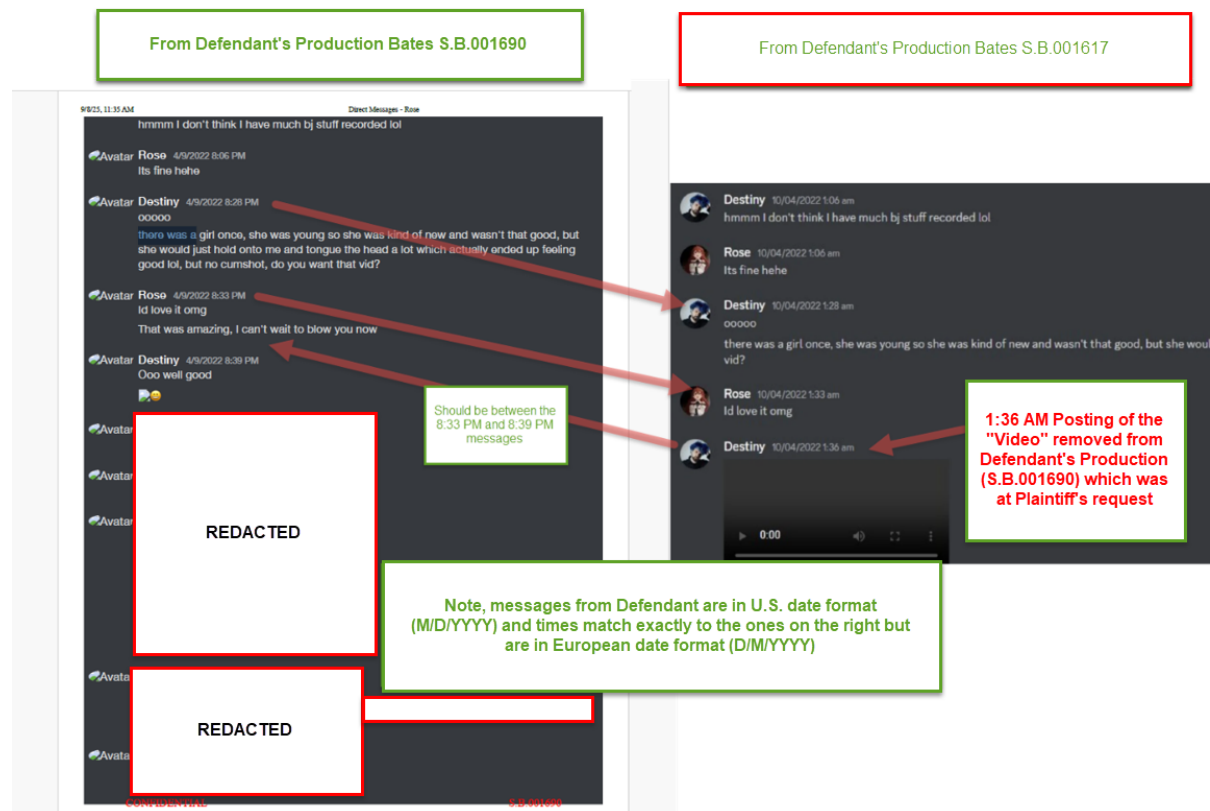 From Defendant's Production Bates S.B.001690
From Defendant's Production Bates S.B.001617
9/8/25, 11:35 AM
Direct Messages - Rose
hmmm I don't think I have much bj stuff recorded lol
Avatar Rose 4/9/2022 8:06 PM
Its fine hehe
Avatar Destiny 4/9/2022 8:28 PM
ooooo
there was a girl once, she was young so she was kind of new and wasn't that good, but
she would just hold onto me and tongue the head a lot which actually ended up feeling
good lol, but no cumshot, do you want that vid?
Avatar Rose 4/9/2022 8:33 PM
Id love it omg
That was amazing, I can't wait to blow you now
Avatar Destiny 4/9/2022 8:39 PM
Ooo well good
Avatar
Avatar
Avatar
REDACTED
Avatar
REDACTED
Avata
CONFIDENTIAL
S.B.001690
Should be between the
8:33 PM and 8:39 PM
messages
Destiny 10/04/2022 1:06 am
hmmm I don't think I have much bj stuff recorded lol
Rose 10/04/2022 1:06 am
Its fine hehe
Destiny 10/04/2022 1:28 am
ooooo
there was a girl once, she was young so she was kind of new and wasn't that good, but she woul
vid?
Rose 10/04/2022 1:33 am
Id love it omg
Destiny 10/04/2022 1:36 am
0:00
1:36 AM Posting of the
"Video" removed from
Defendant's Production
(S.B.001690) which was
at Plaintiff's request
Note, messages from Defendant are in U.S. date format
(M/D/YYYY) and times match exactly to the ones on the right but
are in European date format (D/M/YYYY)